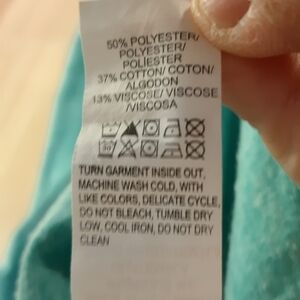 50% POLYESTER/
POLYESTER/
POLIESTER
37% COTTON/ COTON/
ALGODON
13% VISCOSE/ VISCOSE
/VISCOSA
30
TURN GARMENT INSIDE OUT,
MACHINE WASH COLD, WITH
LIKE COLORS, DELICATE CYCLE,
DO NOT BLEACH, TUMBLE DRY
LOW, COOL IRON, DO NOT DRY
CLEAN